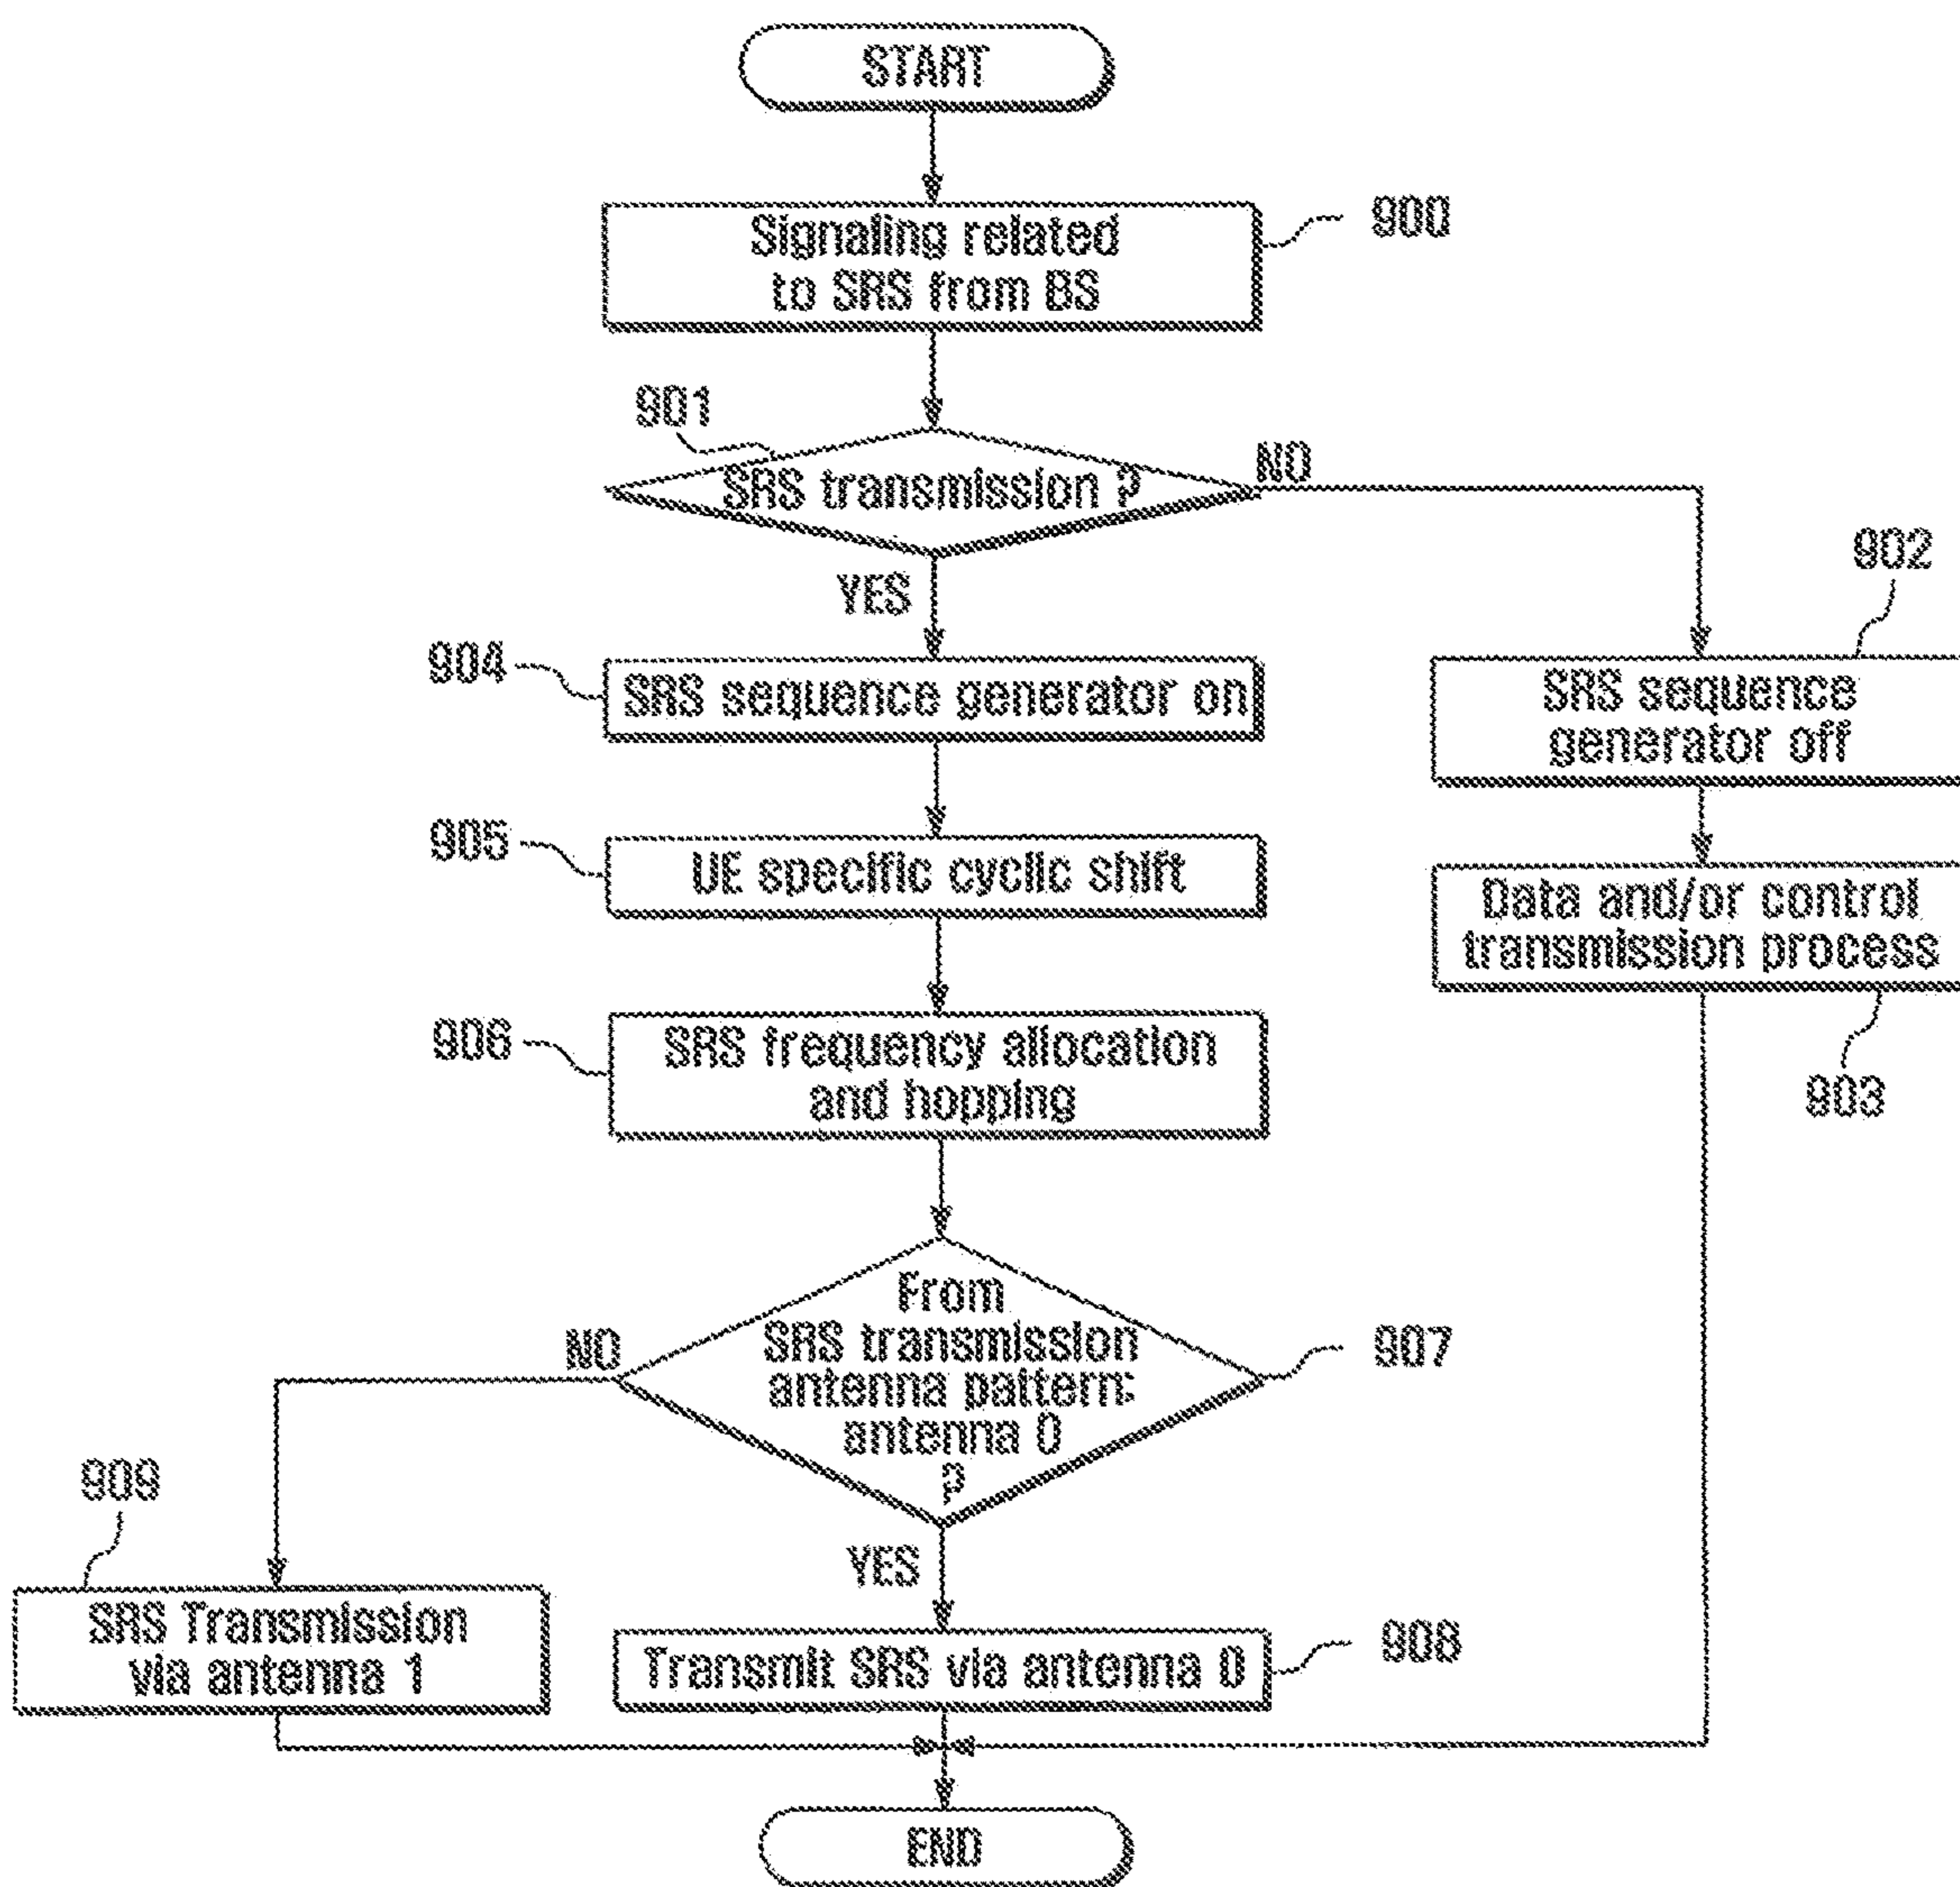 START
Signaling related
to SRS from BS
900
901
SRS transmission ?
NO
YES
902
904
SRS sequence generator on
SRS sequence
generator off
905
UE specific cyclic shift
Data and/or control
transmission process
903
906
SRS frequency allocation
and hopping
From
SRS transmission
antenna pattern:
antenna 0
?
907
NO
YES
909
SRS Transmission
via antenna 1
Transmit SRS via antenna 0
908
END